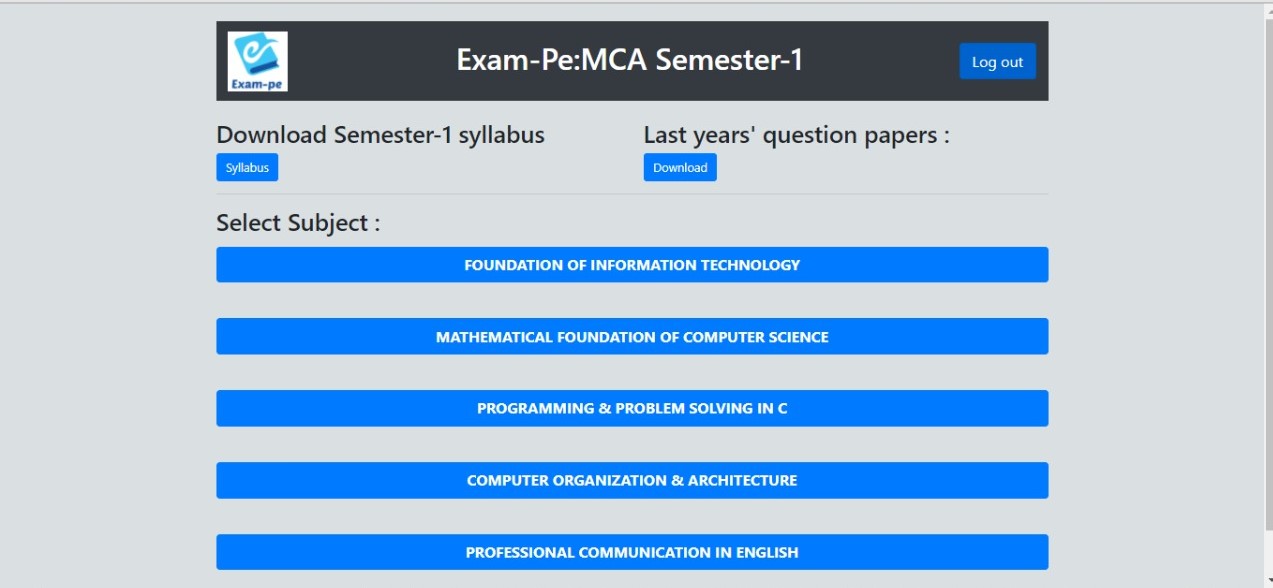 Exam-pe
Exam-Pe:MCA Semester-1
Log out
Download Semester-1 syllabus
Syllabus
Last years' question papers :
Download
Select Subject :
FOUNDATION OF INFORMATION TECHNOLOGY
MATHEMATICAL FOUNDATION OF COMPUTER SCIENCE
PROGRAMMING & PROBLEM SOLVING IN C
COMPUTER ORGANIZATION & ARCHITECTURE
PROFESSIONAL COMMUNICATION IN ENGLISH